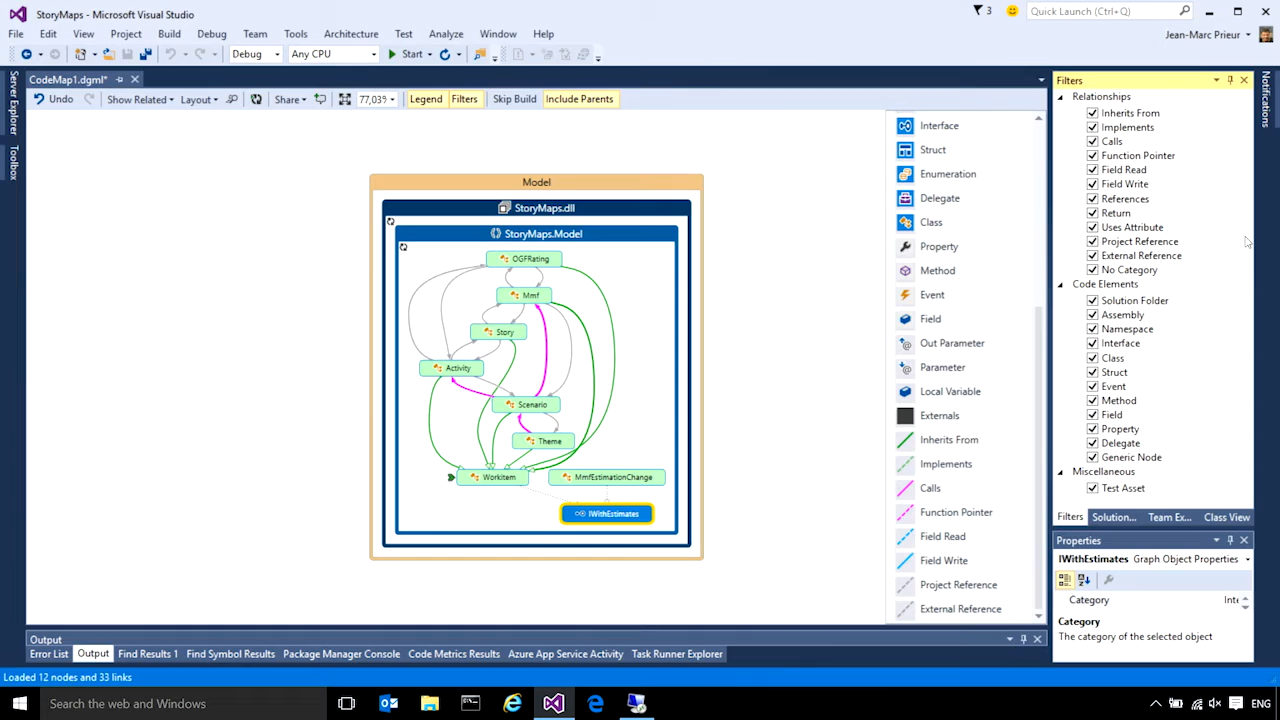 StoryMaps - Microsoft Visual Studio
3
Quick Launch (Ctrl+Q)
File Edit View Project Build Debug Team Tools Architecture Test Analyze Window Help
Jean-Marc Prieur
Debug Any CPU Start
CodeMap1.dgml*
Undo Show Related Layout Share 77,039 Legend Filters Skip Build Include Parents
Server Explorer
Toolbox
Model
StoryMaps.dll
StoryMaps.Model
OGFRating
Mmf
Story
Activity
Scenario
Theme
Workitem
MmfEstimationChange
IWithEstimates
Interface
Struct
Enumeration
Delegate
Class
Property
Method
Event
Field
Out Parameter
Parameter
Local Variable
Externals
Inherits From
Implements
Calls
Function Pointer
Field Read
Field Write
Project Reference
External Reference
Filters
Relationships
Inherits From
Implements
Calls
Function Pointer
Field Read
Field Write
References
Return
Uses Attribute
Project Reference
External Reference
No Category
Code Elements
Solution Folder
Assembly
Namespace
Interface
Class
Struct
Event
Method
Field
Property
Delegate
Generic Node
Miscellaneous
Test Asset
Filters Solution... Team Ex... Class View
Properties
IWithEstimates Graph Object Properties
Category Inte
Category
The category of the selected object
Notifications
Output
Error List Output Find Results 1 Find Symbol Results Package Manager Console Code Metrics Results Azure App Service Activity Task Runner Explorer
Loaded 12 nodes and 33 links
Search the web and Windows
ENG